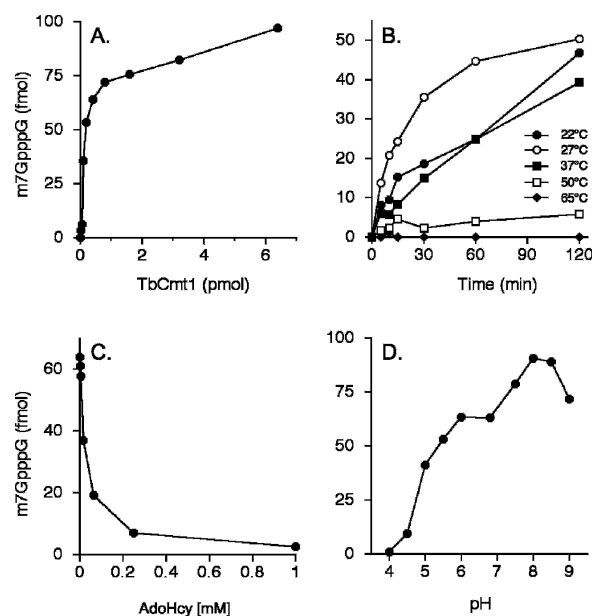 A.
m7GpppG (fmol)
100
75
50
25
0
0 2 4 6
TbCmt1 (pmol)
B.
50
40
30
20
10
0
22°C
27°C
37°C
50°C
65°C
0 30 60 90 120
Time (min)
C.
m7GpppG (fmol)
60
40
20
0
0 0.2 0.4 0.6 0.8 1
AdoHcy [mM]
D.
100
75
50
25
0
4 5 6 7 8 9
pH